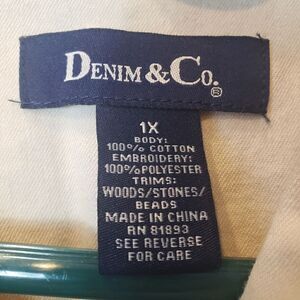 DENIM & CO.®
1X
BODY:
100% COTTON
EMBROIDERY:
100% POLYESTER
TRIMS:
WOODS/STONES/
BEADS
MADE IN CHINA
RN 81893
SEE REVERSE
FOR CARE